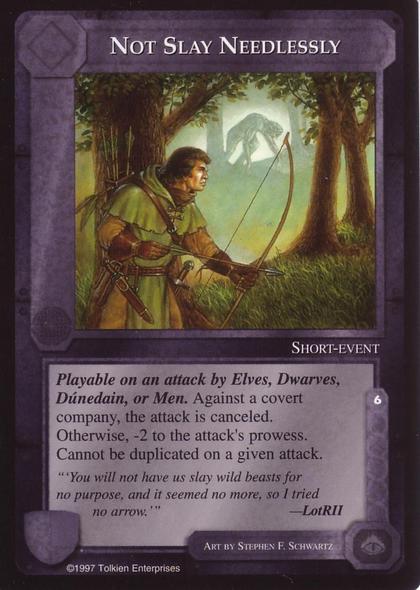 Not Slay Needlessly
Short-event
Playable on an attack by Elves, Dwarves,
Dúnedain, or Men. Against a covert
company, the attack is canceled.
Otherwise, -2 to the attack's prowess.
Cannot be duplicated on a given attack.
6
"‘You will not have us slay wild beasts for
no purpose, and it seemed no more, so I tried
no arrow.’"
—LotRII
Art by Stephen F. Schwartz
©1997 Tolkien Enterprises